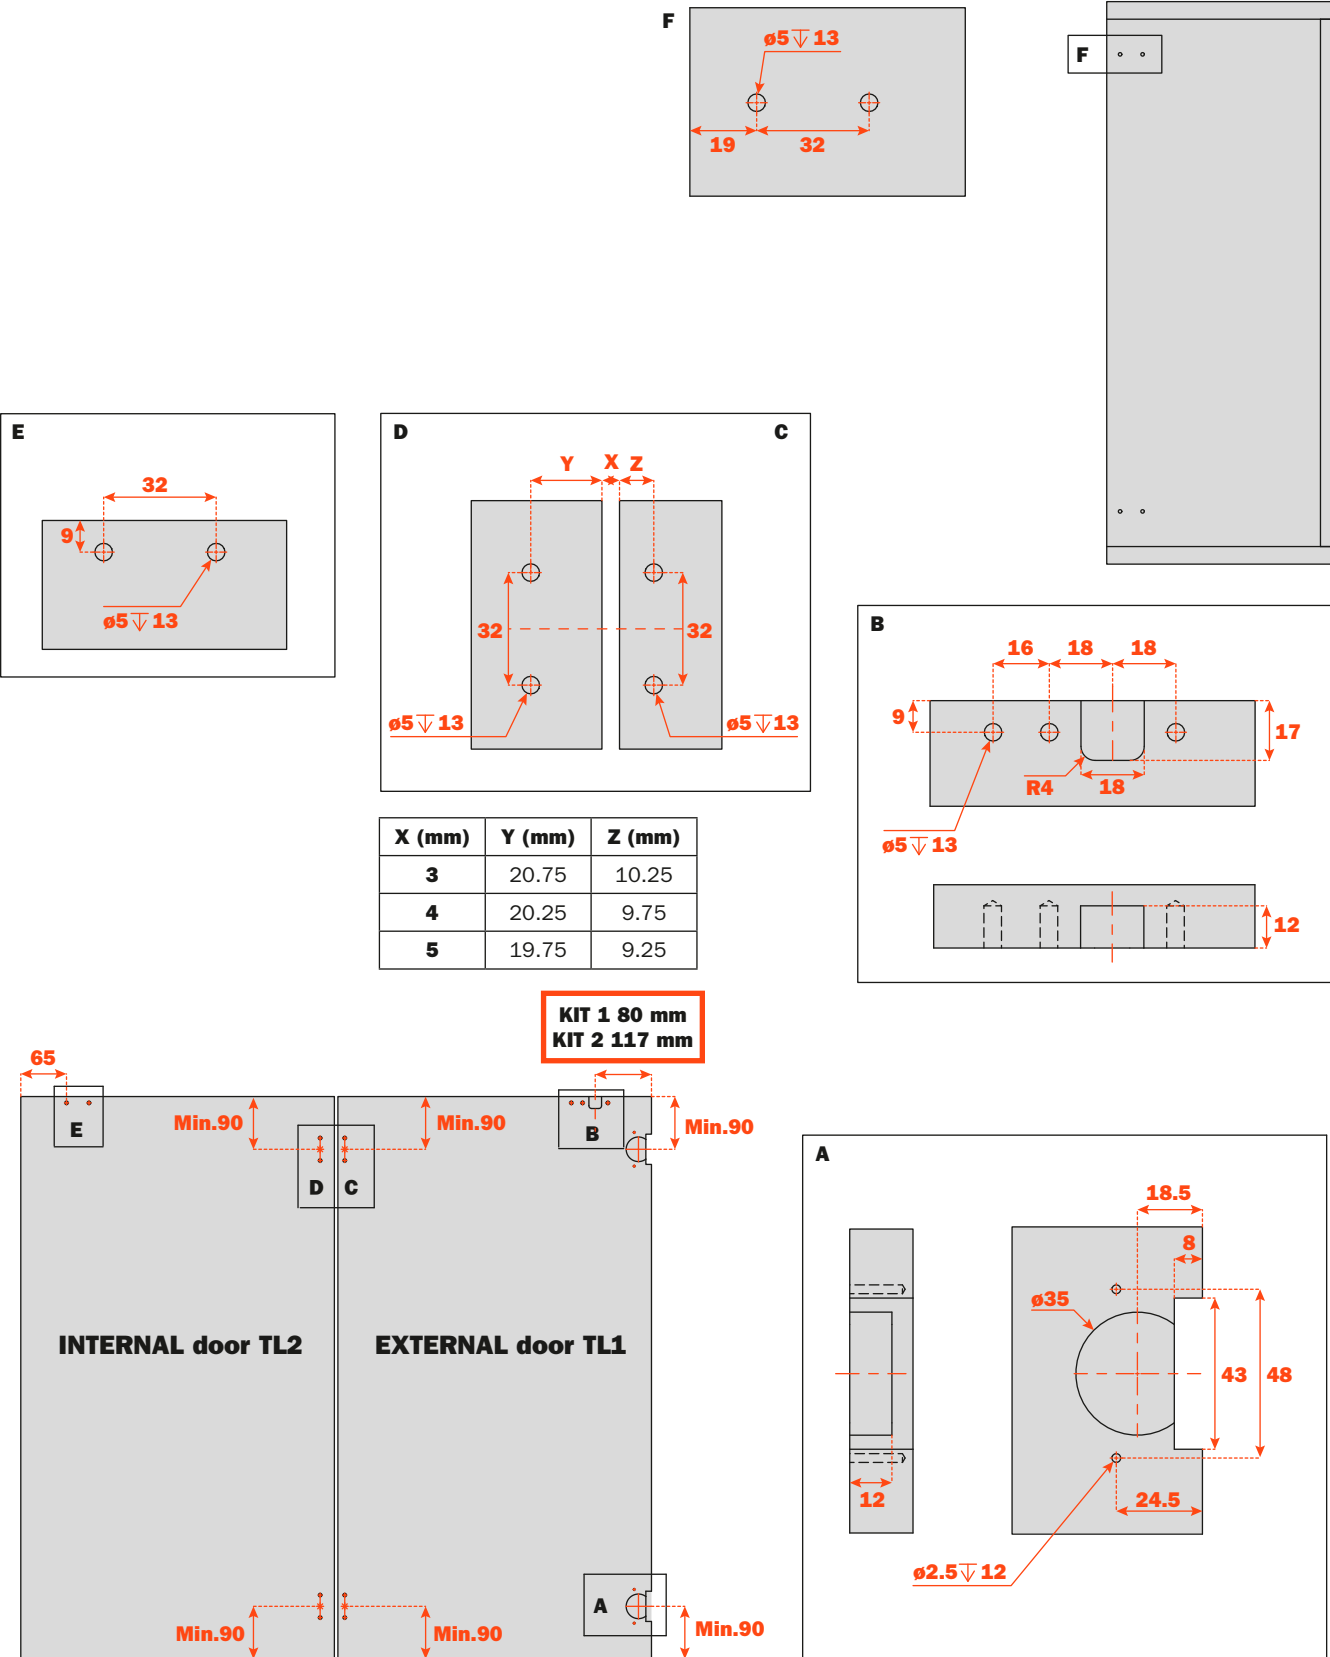 F
ø5 13
19 32
F
E
32
9
ø5 13
D C
Y X Z
32 32
ø5 13 ø5 13
B
16 18 18
9
17
R4 18
ø5 13
12
X (mm) Y (mm) Z (mm)
3 20.75 10.25
4 20.25 9.75
5 19.75 9.25
KIT 1 80 mm
KIT 2 117 mm
65
Min.90 Min.90 Min.90
E B
D C
INTERNAL door TL2 EXTERNAL door TL1
A
Min.90 Min.90 Min.90
A
18.5
8
ø35
43 48
12 24.5
ø2.5 12